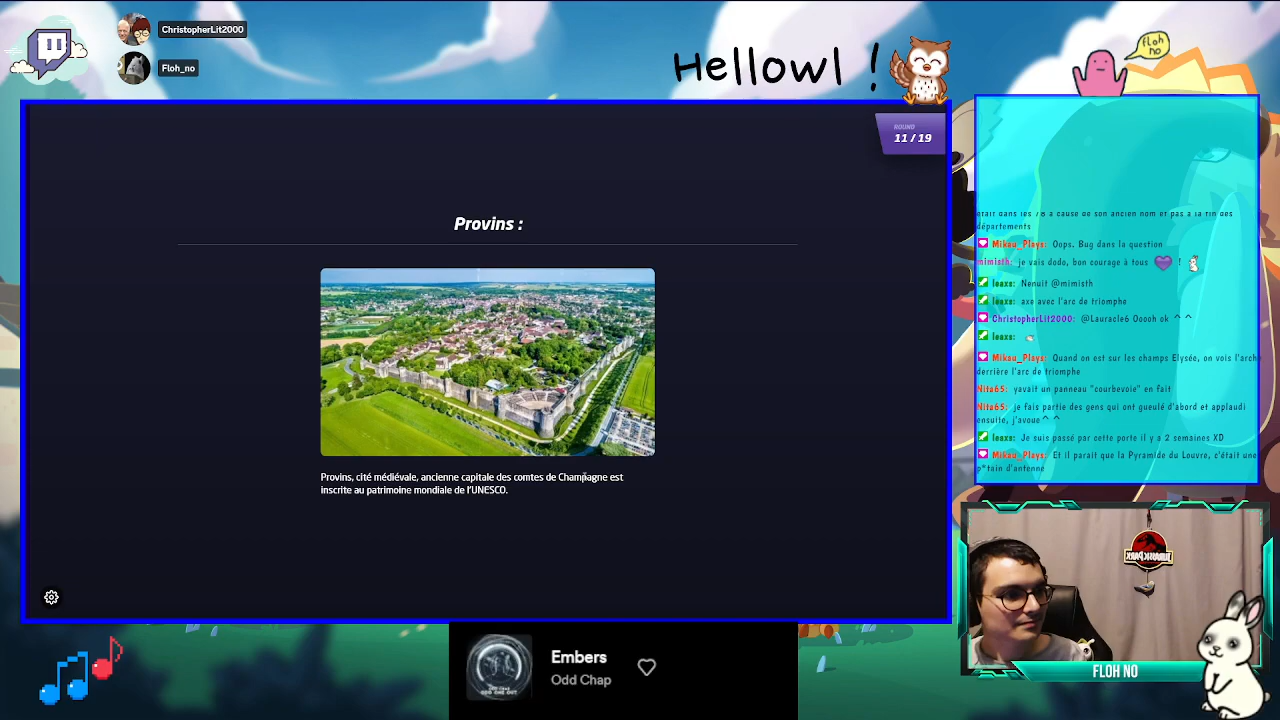 ChristopherLit2000
Floh_no
Hellowl !
floh
no
ROUND
11 / 19
Provins :
Provins, cité médiévale, ancienne capitale des comtes de Champagne est
inscrite au patrimoine mondiale de l'UNESCO.
départements
Mikau_Plays: Oops. Bug dans la question
mimisth: je vais dodo, bon courage à tous !
leaxs: Nenuit @mimisth
leaxs: axe avec l'arc de triomphe
ChristopherLit2000: @Lauracle6 Ooooh ok ^ ^
leaxs:
Mikau_Plays: Quand on est sur les champs Elysée, on vois l'arche
derrière l'arc de triomphe
Nita65: yavait un panneau "courbevoie" en fait
Nita65: je fais partie des gens qui ont gueulé d'abord et applaudi
ensuite, j'avoue ^ ^
leaxs: Je suis passé par cette porte il y a 2 semaines XD
Mikau_Plays: Et il parait que la Pyramide du Louvre, c'était une
p*tain d'antenne
JURASSIC PARK
FLOH NO
Embers
Odd Chap